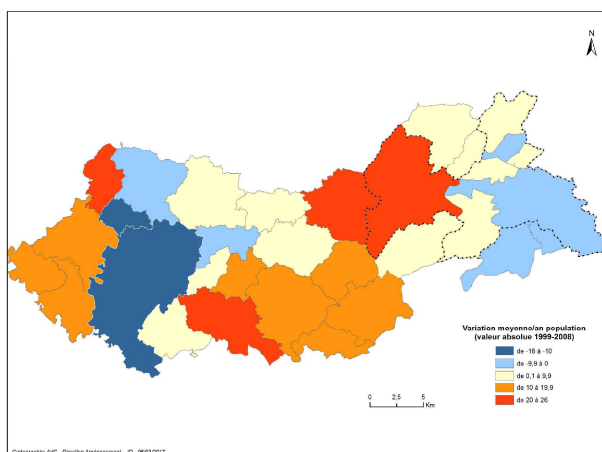 N
Variation moyenne/an population
(valeur absolue 1999-2008)
de -16 à -10
de -9,9 à 0
de 0,1 à 9,9
de 10 à 19,9
de 20 à 26
0 2,5 5
Km